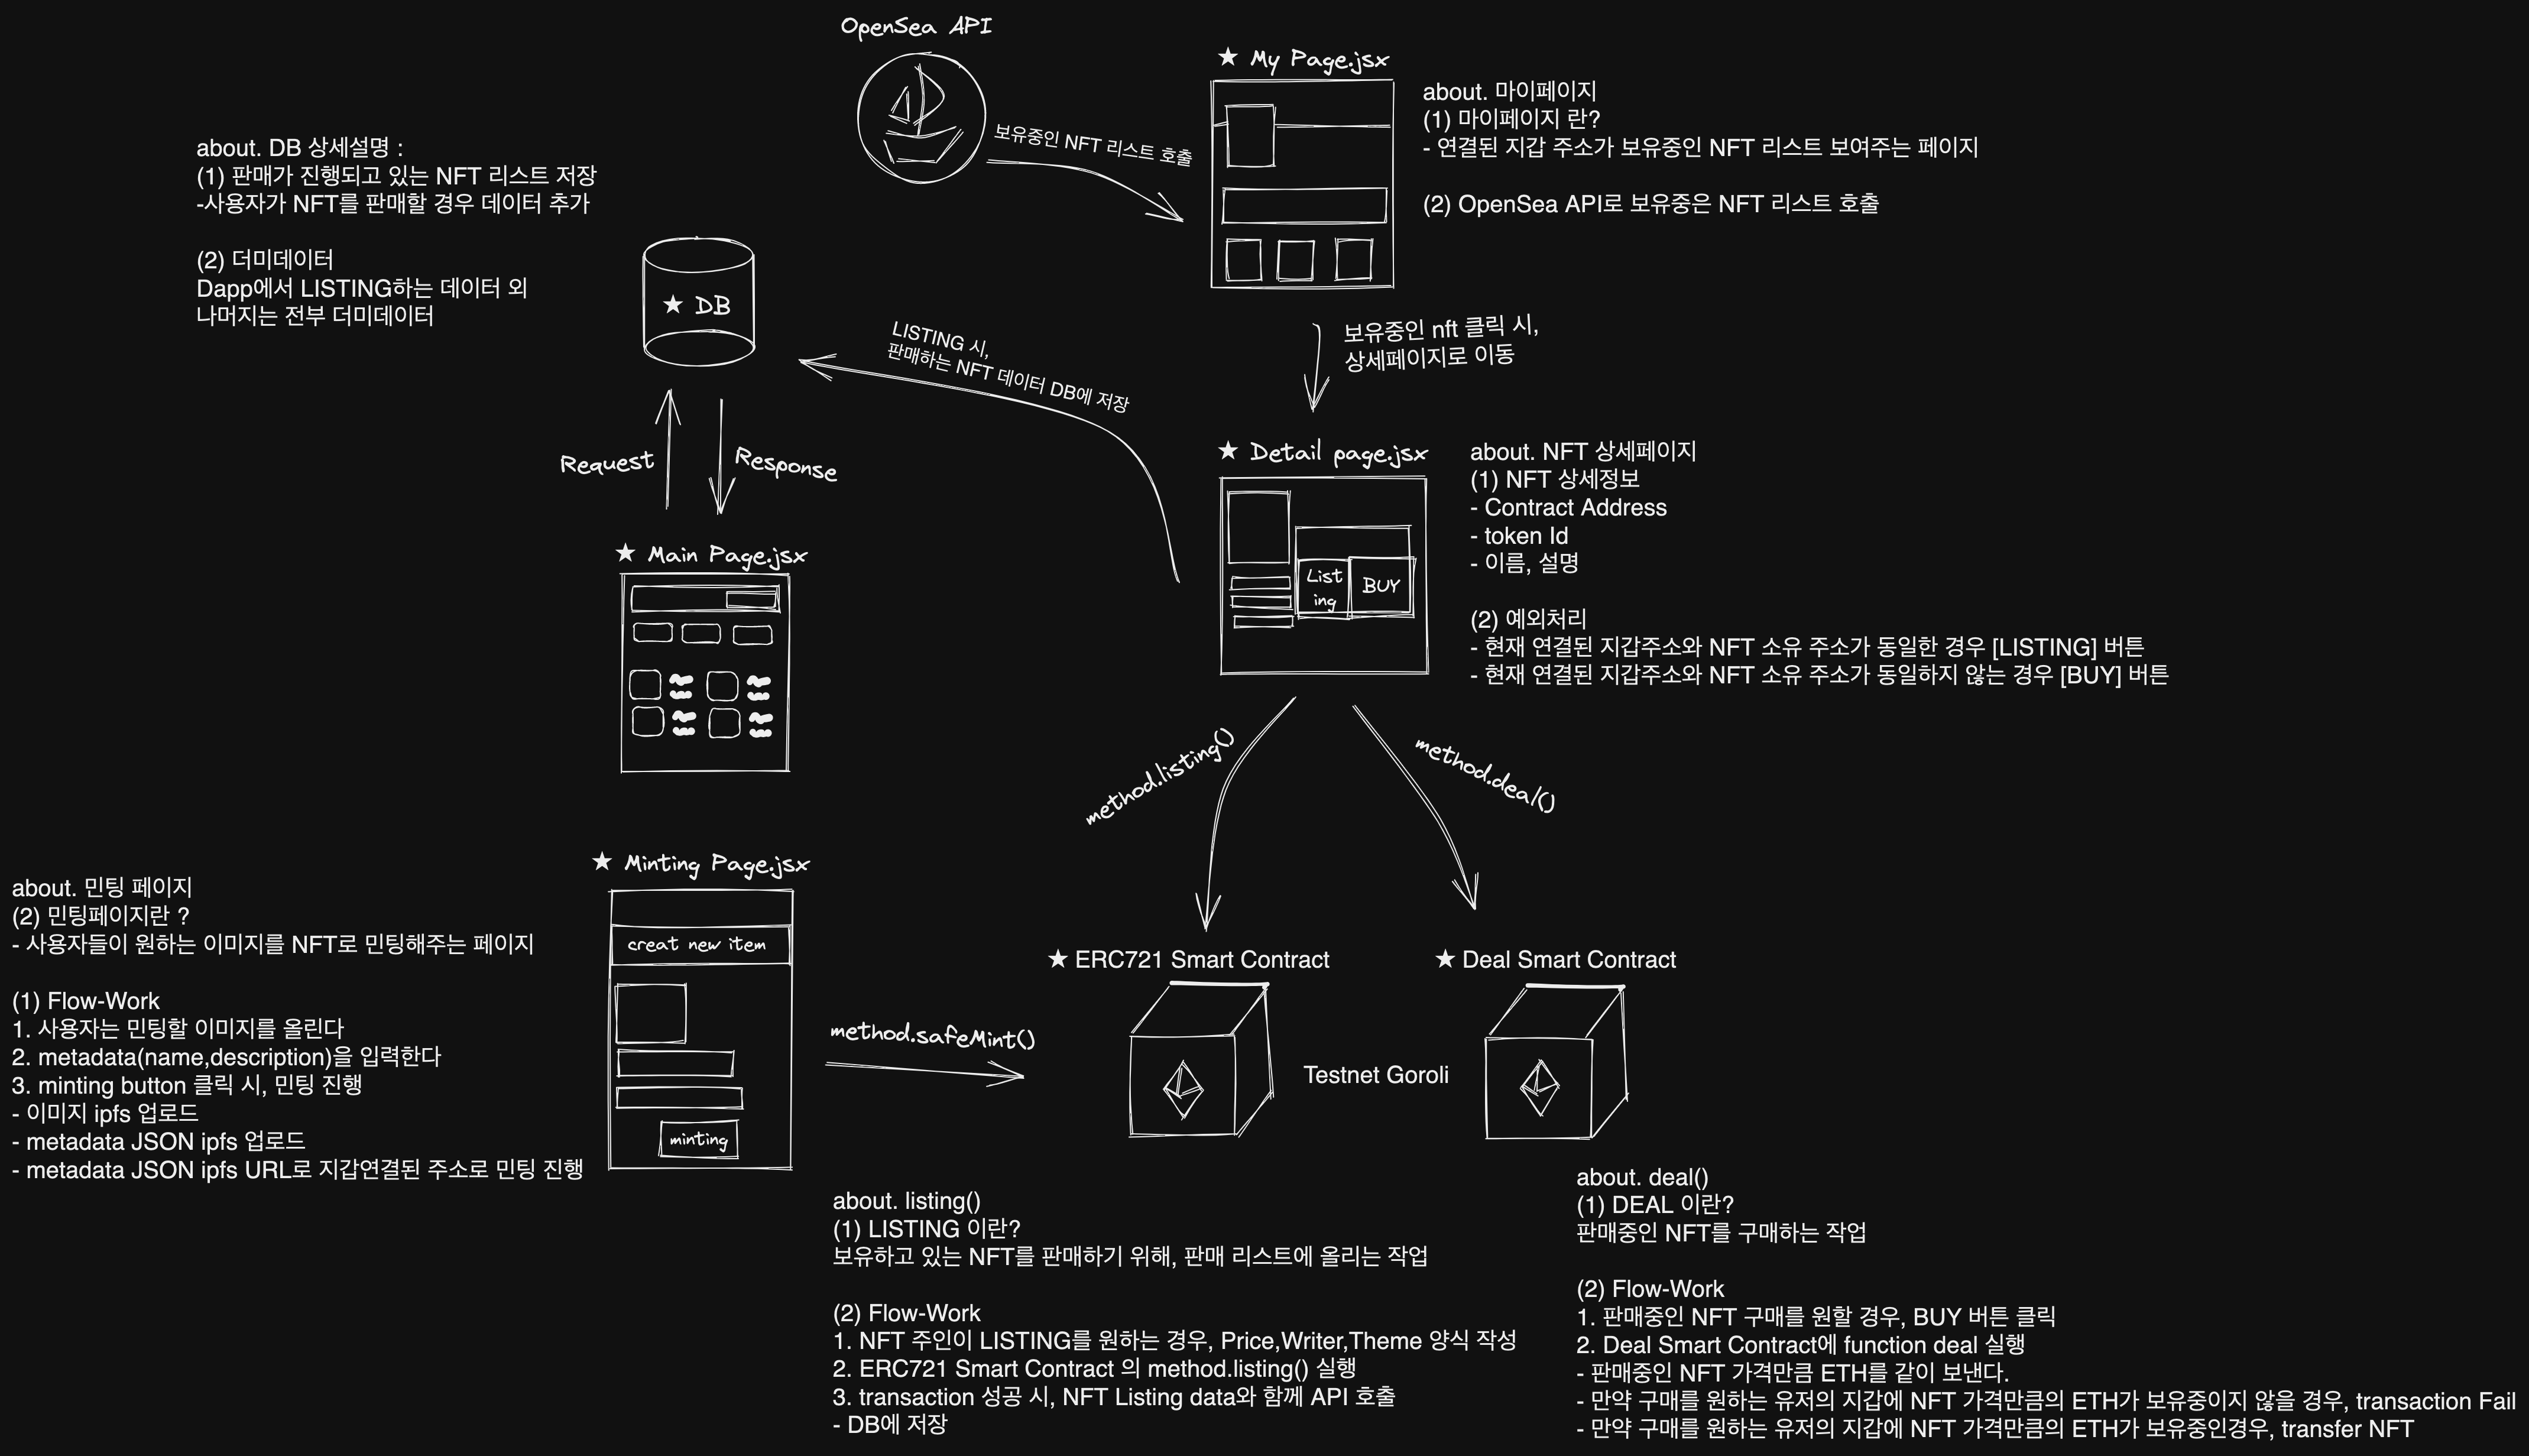 OpenSea API
보유중인 NFT 리스트 호출
★ My Page.jsx
about. 마이페이지
(1) 마이페이지 란?
- 연결된 지갑 주소가 보유중인 NFT 리스트 보여주는 페이지
(2) OpenSea API로 보유중은 NFT 리스트 호출
about. DB 상세설명 :
(1) 판매가 진행되고 있는 NFT 리스트 저장
-사용자가 NFT를 판매할 경우 데이터 추가
(2) 더미데이터
Dapp에서 LISTING하는 데이터 외
나머지는 전부 더미데이터
★ DB
LISTING 시,
판매하는 NFT 데이터 DB에 저장
보유중인 nft 클릭 시,
상세페이지로 이동
Request
Response
★ Detail page.jsx
List
ing
BUY
about. NFT 상세페이지
(1) NFT 상세정보
- Contract Address
- token Id
- 이름, 설명
(2) 예외처리
- 현재 연결된 지갑주소와 NFT 소유 주소가 동일한 경우 [LISTING] 버튼
- 현재 연결된 지갑주소와 NFT 소유 주소가 동일하지 않는 경우 [BUY] 버튼
★ Main Page.jsx
method.listing()
method.deal()
★ Minting Page.jsx
creat new item
minting
about. 민팅 페이지
(2) 민팅페이지란 ?
- 사용자들이 원하는 이미지를 NFT로 민팅해주는 페이지
(1) Flow-Work
1. 사용자는 민팅할 이미지를 올린다
2. metadata(name,description)을 입력한다
3. minting button 클릭 시, 민팅 진행
- 이미지 ipfs 업로드
- metadata JSON ipfs 업로드
- metadata JSON ipfs URL로 지갑연결된 주소로 민팅 진행
method.safeMint()
★ ERC721 Smart Contract
★ Deal Smart Contract
Testnet Goroli
about. listing()
(1) LISTING 이란?
보유하고 있는 NFT를 판매하기 위해, 판매 리스트에 올리는 작업
(2) Flow-Work
1. NFT 주인이 LISTING를 원하는 경우, Price,Writer,Theme 양식 작성
2. ERC721 Smart Contract 의 method.listing() 실행
3. transaction 성공 시, NFT Listing data와 함께 API 호출
- DB에 저장
about. deal()
(1) DEAL 이란?
판매중인 NFT를 구매하는 작업
(2) Flow-Work
1. 판매중인 NFT 구매를 원할 경우, BUY 버튼 클릭
2. Deal Smart Contract에 function deal 실행
- 판매중인 NFT 가격만큼 ETH를 같이 보낸다.
- 만약 구매를 원하는 유저의 지갑에 NFT 가격만큼의 ETH가 보유중이지 않을 경우, transaction Fail
- 만약 구매를 원하는 유저의 지갑에 NFT 가격만큼의 ETH가 보유중인경우, transfer NFT